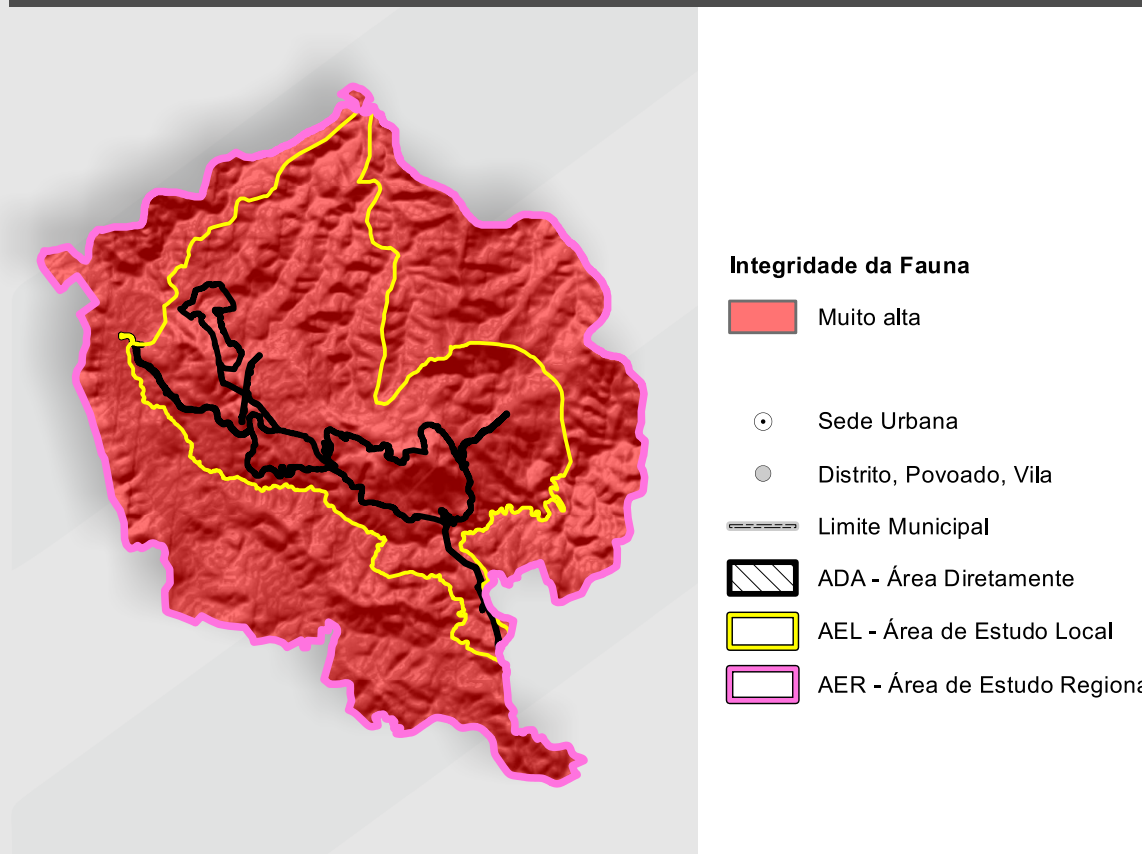 Integridade da Fauna
Muito alta
Sede Urbana
Distrito, Povoado, Vila
Limite Municipal
ADA - Área Diretamente
AEL - Área de Estudo Local
AER - Área de Estudo Regiona